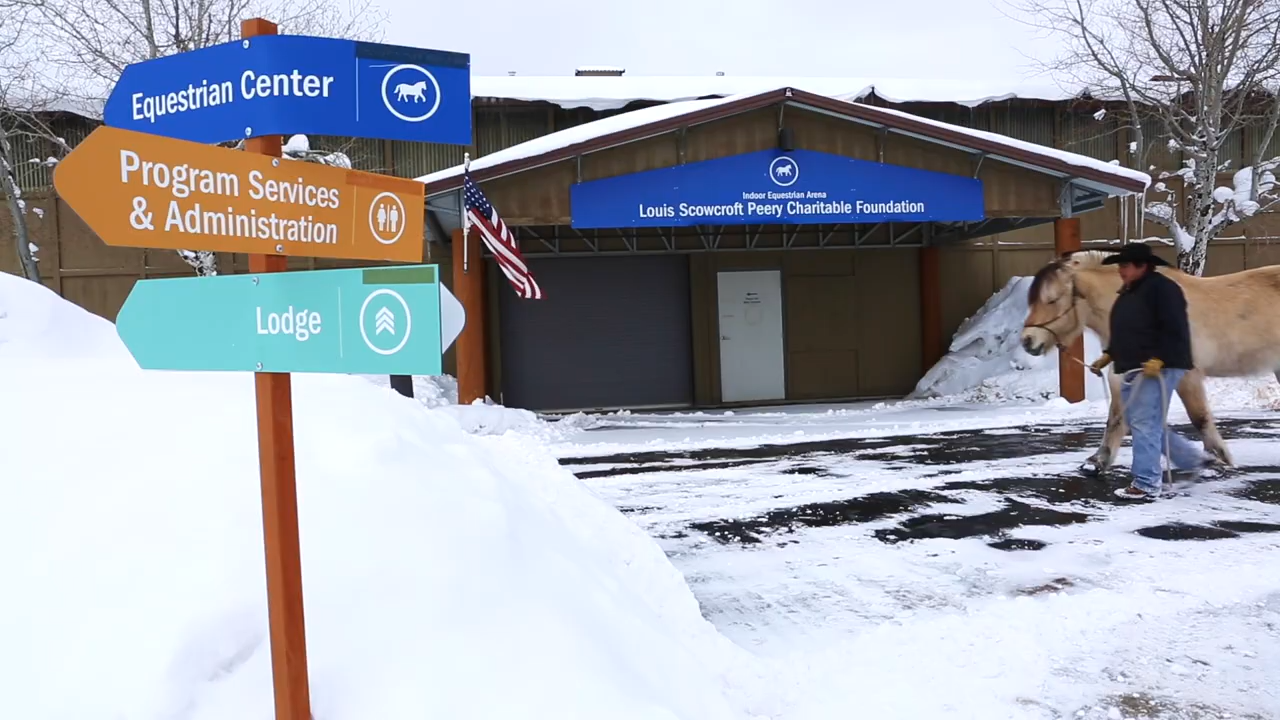 Equestrian Center
Program Services
& Administration
Lodge
Indoor Equestrian Arena
Louis Scowcroft Peery Charitable Foundation